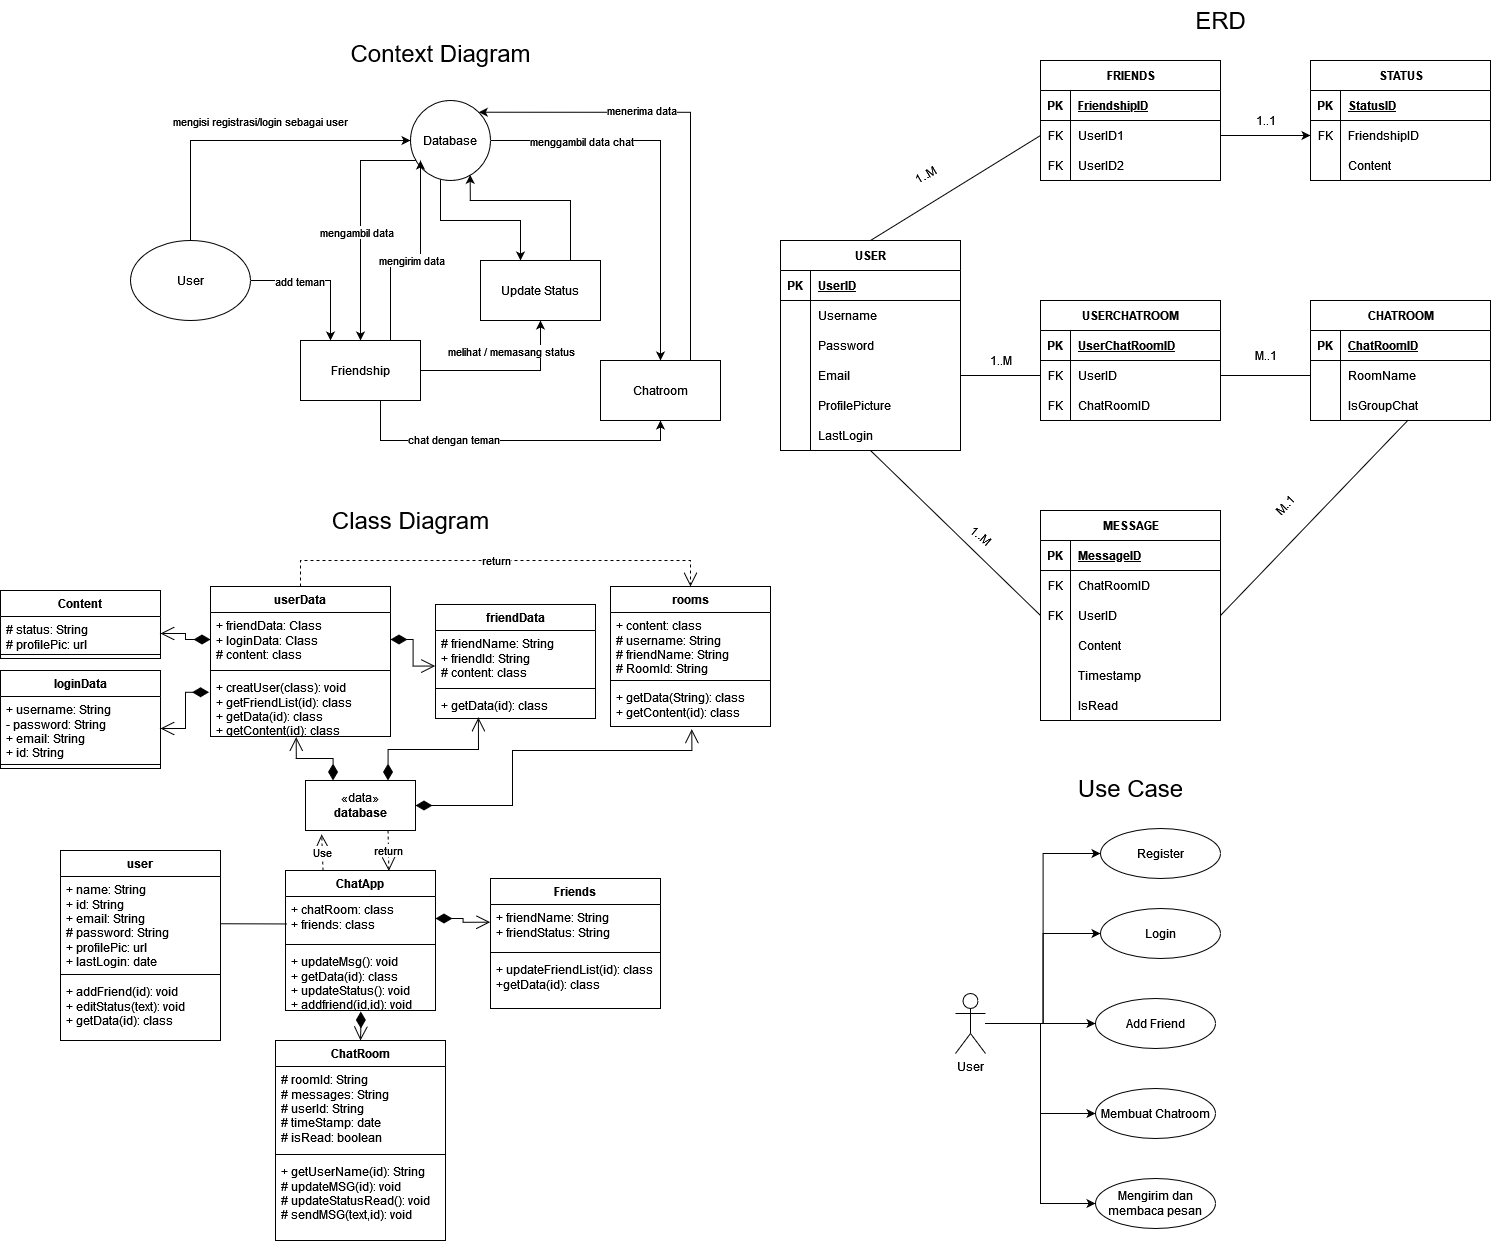 Context Diagram
mengisi registrasi/login sebagai user
Database
menerima data
menggambil data chat
mengambil data
mengirim data
User
add teman
Update Status
Friendship
melihat / memasang status
Chatroom
chat dengan teman
ERD
FRIENDS
PK FriendshipID
FK UserID1
FK UserID2
1..1
STATUS
PK StatusID
FK FriendshipID
Content
1..M
USER
PK UserID
Username
Password
Email
ProfilePicture
LastLogin
1..M
USERCHATROOM
PK UserChatRoomID
FK UserID
FK ChatRoomID
M..1
CHATROOM
PK ChatRoomID
RoomName
IsGroupChat
1..M
M..1
MESSAGE
PK MessageID
FK ChatRoomID
FK UserID
Content
Timestamp
IsRead
Class Diagram
return
Content
# status: String
# profilePic: url
loginData
+ username: String
- password: String
+ email: String
+ id: String
userData
+ friendData: Class
+ loginData: Class
# content: class
+ creatUser(class): void
+ getFriendList(id): class
+ getData(id): class
+ getContent(id): class
friendData
# friendName: String
+ friendId: String
# content: class
+ getData(id): class
rooms
+ content: class
# username: String
# friendName: String
# RoomId: String
+ getData(String): class
+ getContent(id): class
«data»
database
Use
return
user
+ name: String
+ id: String
+ email: String
# password: String
+ profilePic: url
+ lastLogin: date
+ addFriend(id): void
+ editStatus(text): void
+ getData(id): class
ChatApp
+ chatRoom: class
+ friends: class
+ updateMsg(): void
+ getData(id): class
+ updateStatus(): void
+ addfriend(id,id): void
Friends
+ friendName: String
+ friendStatus: String
+ updateFriendList(id): class
+getData(id): class
ChatRoom
# roomId: String
# messages: String
# userId: String
# timeStamp: date
# isRead: boolean
+ getUserName(id): String
# updateMSG(id): void
# updateStatusRead(): void
# sendMSG(text,id): void
Use Case
Register
Login
User
Add Friend
Membuat Chatroom
Mengirim dan
membaca pesan